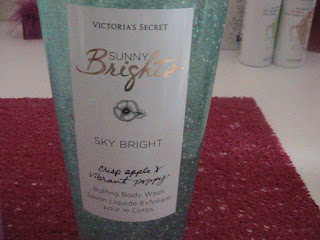 VICTORIA'S SECRET
SUNNY
Brights
SKY BRIGHT
crisp apple &
vibrant poppy
Buffing Body Wash
Savon Liquide Exfoliant
pour le Corps